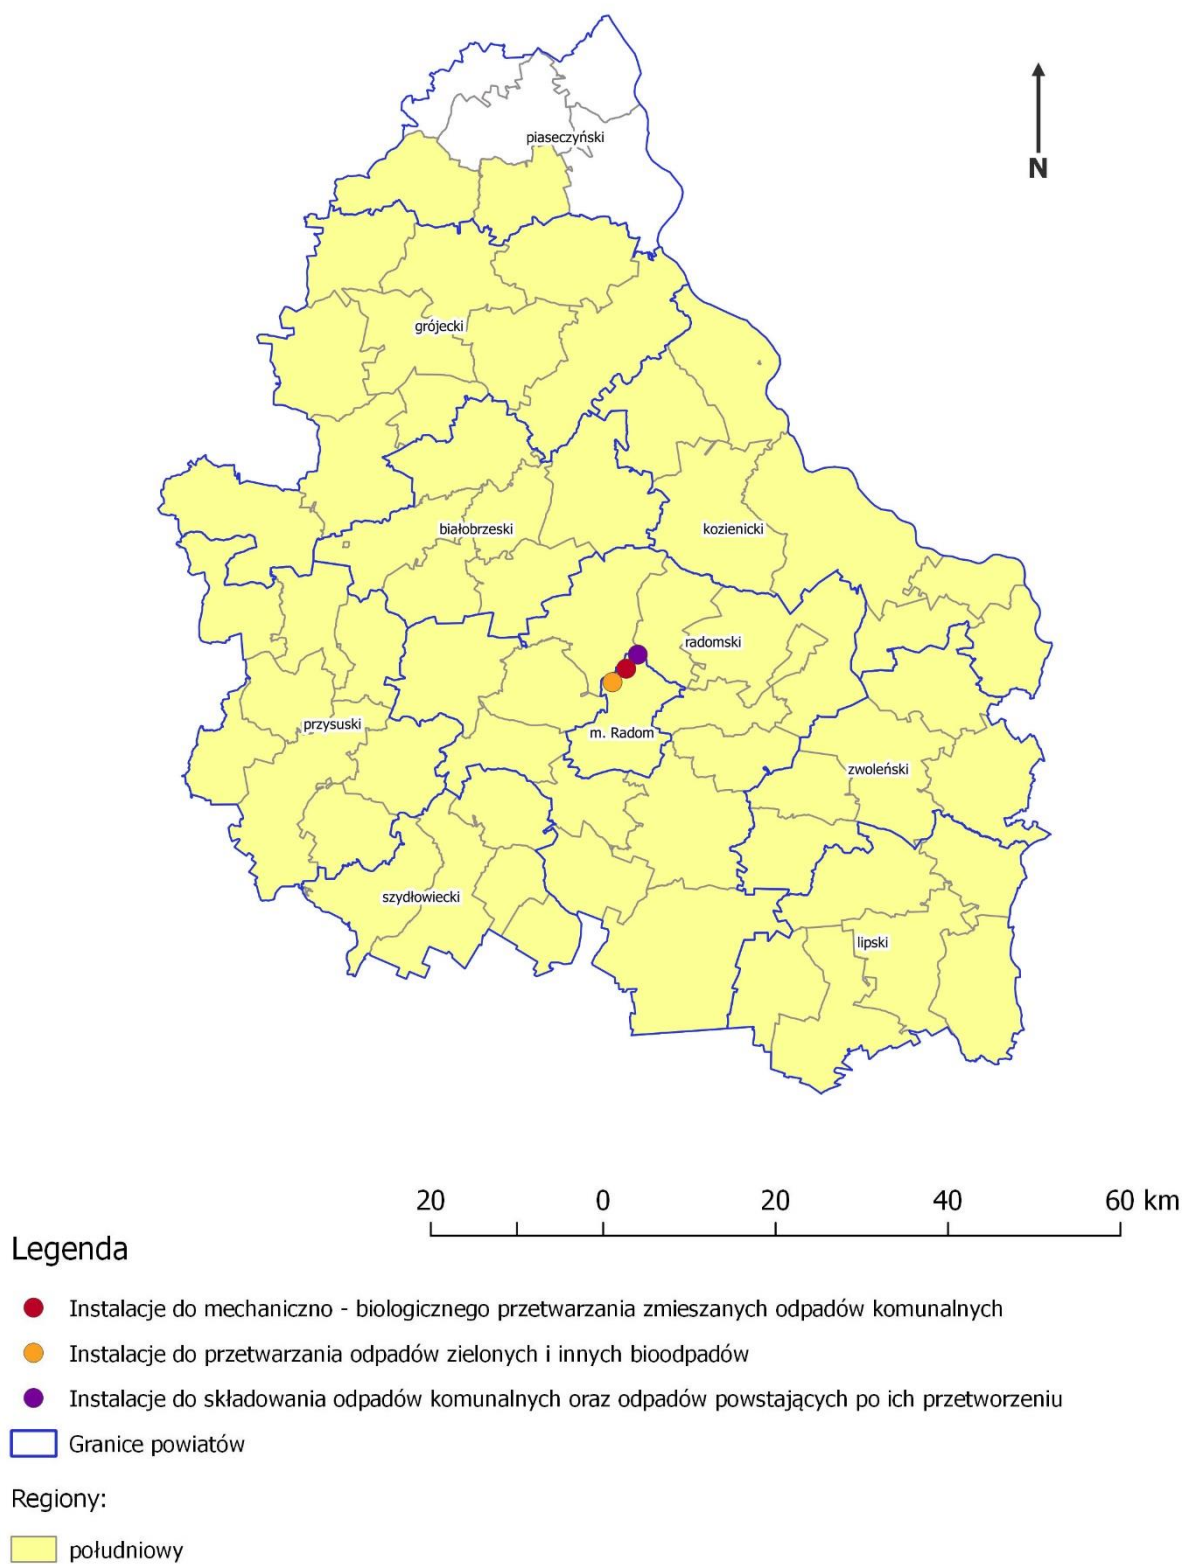 piaseczyński
N
grójecki
białobrzeski
kozienicki
radomski
przysuski
m. Radom
zwoleński
szydłowiecki
lipski
20 0 20 40 60 km
Legenda
Instalacje do mechaniczno - biologicznego przetwarzania zmieszanych odpadów komunalnych
Instalacje do przetwarzania odpadów zielonych i innych bioodpadów
Instalacje do składowania odpadów komunalnych oraz odpadów powstających po ich przetworzeniu
Granice powiatów
Regiony:
południowy